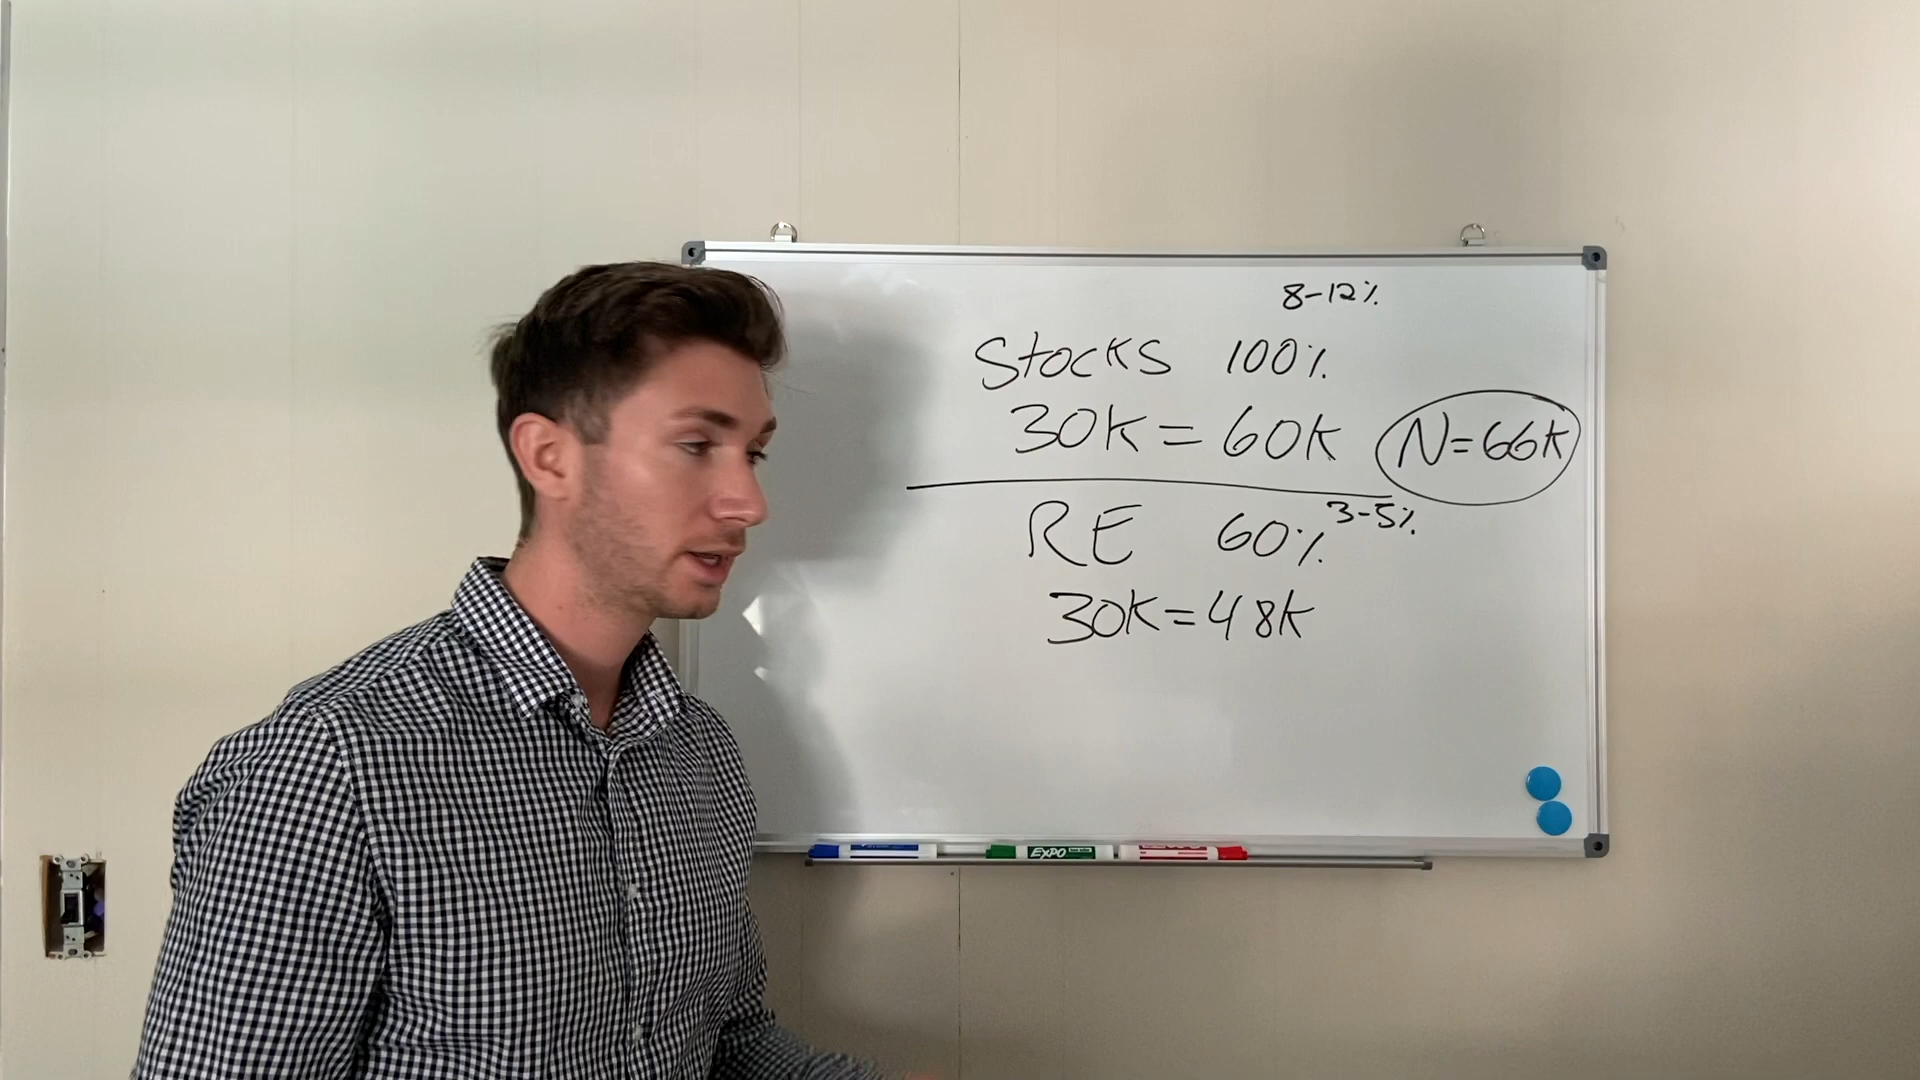 8-12%
Stocks 100%
30K = 60K
N=66K
RE 60% 3-5%
30K=48K
EXPO